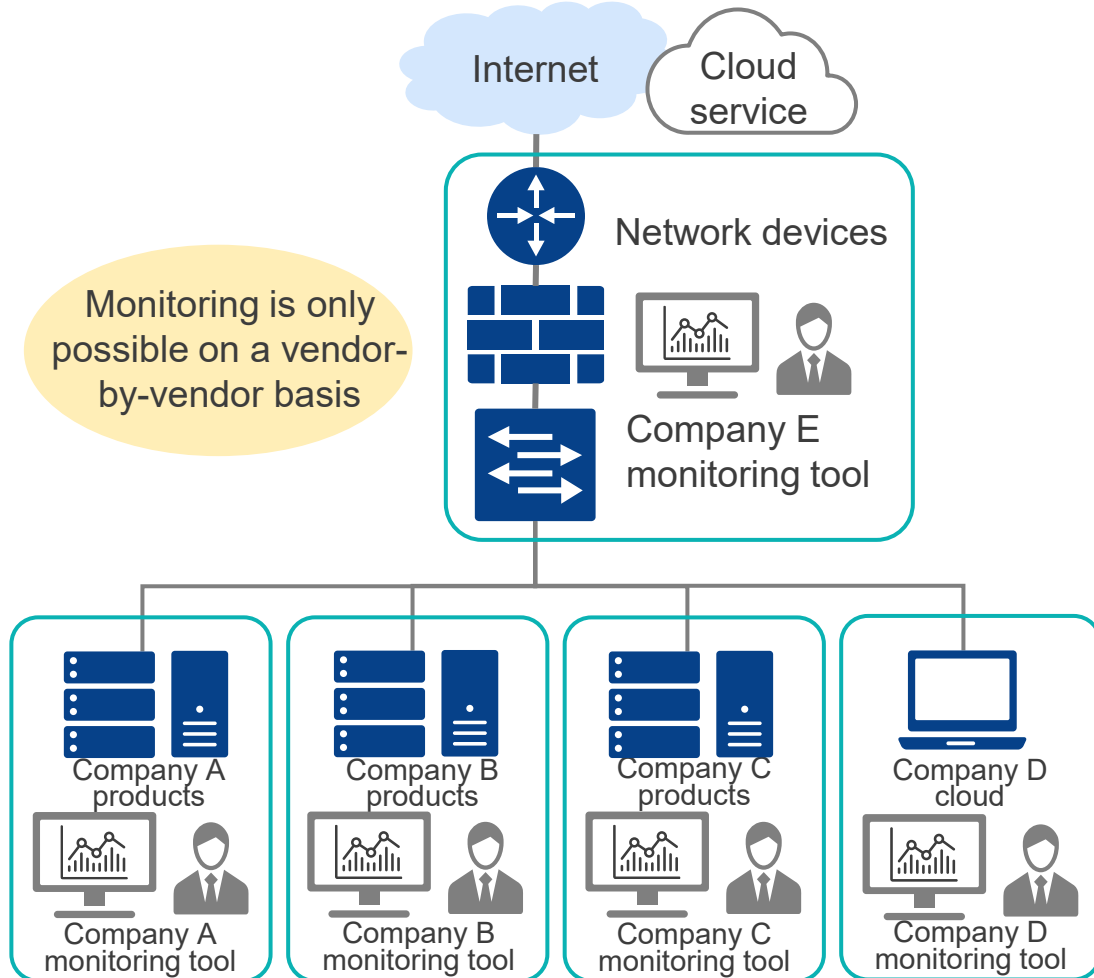 Internet
Cloud
service
Network devices
Monitoring is only
possible on a vendor-
by-vendor basis
Company E
monitoring tool
Company A
products
Company A
monitoring tool
Company B
products
Company B
monitoring tool
Company C
products
Company C
monitoring tool
Company D
cloud
Company D
monitoring tool